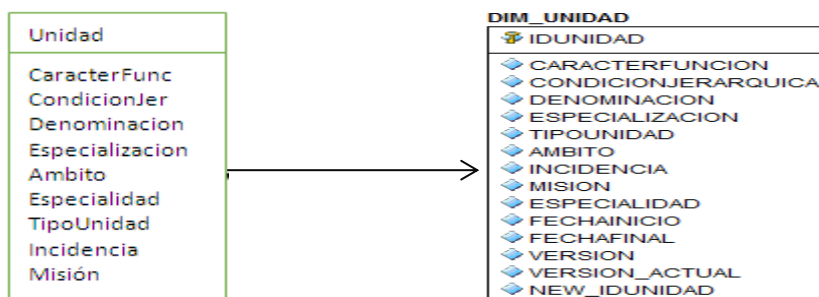 Unidad
CaracterFunc
CondicionJer
Denominacion
Especializacion
Ambito
Especialidad
TipoUnidad
Incidencia
Misión
DIM_UNIDAD
IDUNIDAD
CARACTERFUNCION
CONDICIONJERARQUICA
DENOMINACION
ESPECIALIZACION
TIPOUNIDAD
AMBITO
INCIDENCIA
MISION
ESPECIALIDAD
FECHAINICIO
FECHAFINAL
VERSION
VERSION_ACTUAL
NEW_IDUNIDAD